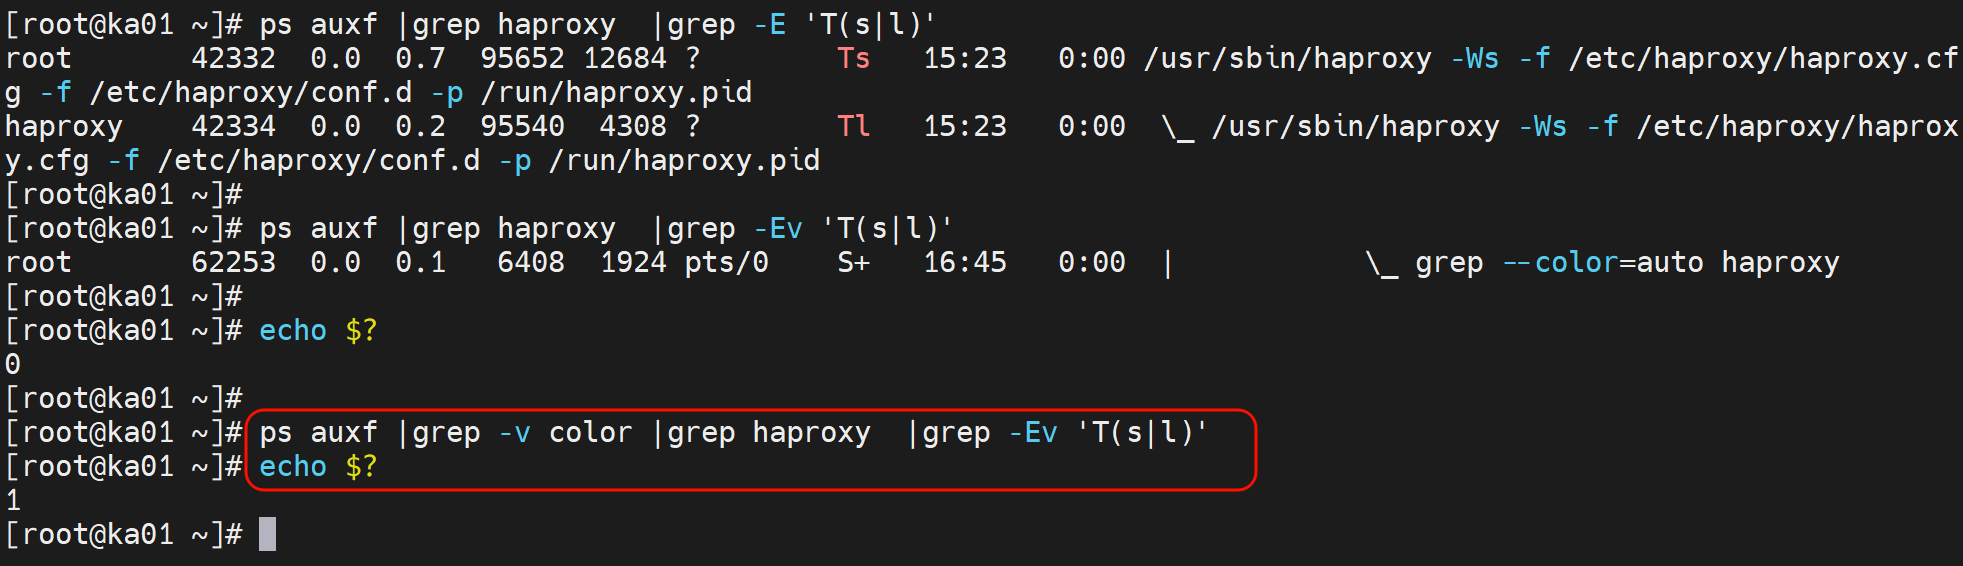 [root@ka01 ~]# ps auxf |grep haproxy  |grep -E 'T(s|l)'
root       42332  0.0  0.7  95652 12684 ?        Ts   15:23   0:00 /usr/sbin/haproxy -Ws -f /etc/haproxy/haproxy.cf
g -f /etc/haproxy/conf.d -p /run/haproxy.pid
haproxy    42334  0.0  0.2  95540  4308 ?        Tl   15:23   0:00  \_ /usr/sbin/haproxy -Ws -f /etc/haproxy/haprox
y.cfg -f /etc/haproxy/conf.d -p /run/haproxy.pid
[root@ka01 ~]#
[root@ka01 ~]# ps auxf |grep haproxy  |grep -Ev 'T(s|l)'
root       62253  0.0  0.1   6408  1924 pts/0    S+   16:45   0:00  |           \_ grep --color=auto haproxy
[root@ka01 ~]#
[root@ka01 ~]# echo $?
0
[root@ka01 ~]#
[root@ka01 ~]# ps auxf |grep -v color |grep haproxy  |grep -Ev 'T(s|l)'
[root@ka01 ~]# echo $?
1
[root@ka01 ~]#